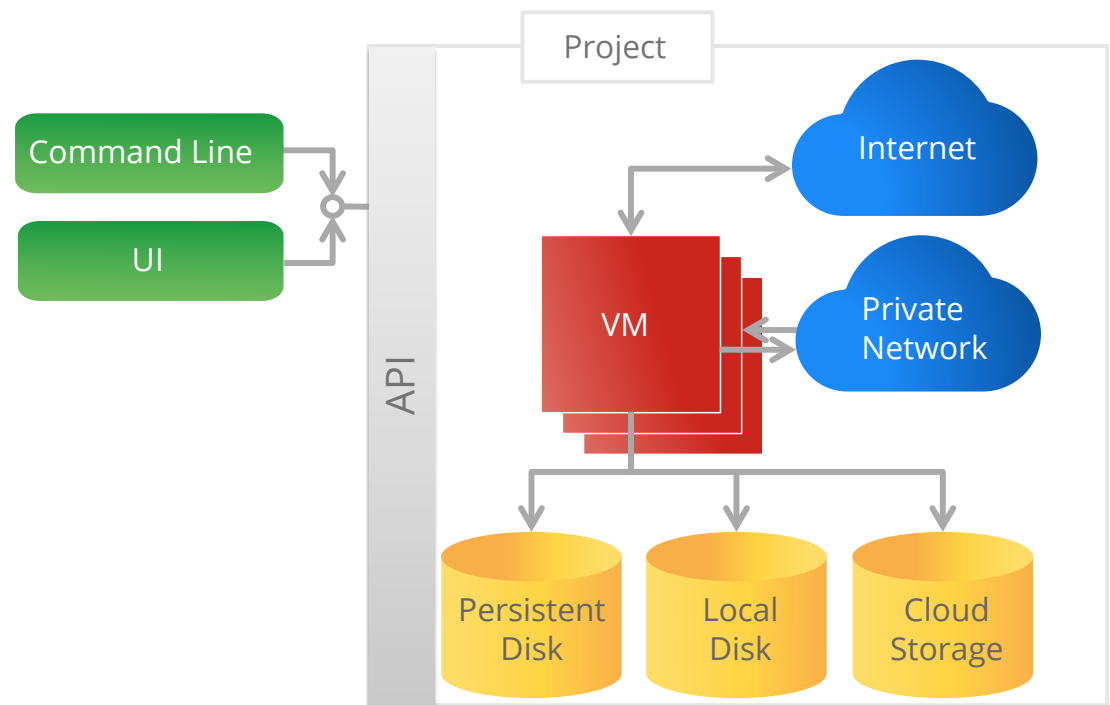 Project
Command Line
UI
API
Internet
VM
Private
Network
Persistent
Disk
Local
Disk
Cloud
Storage